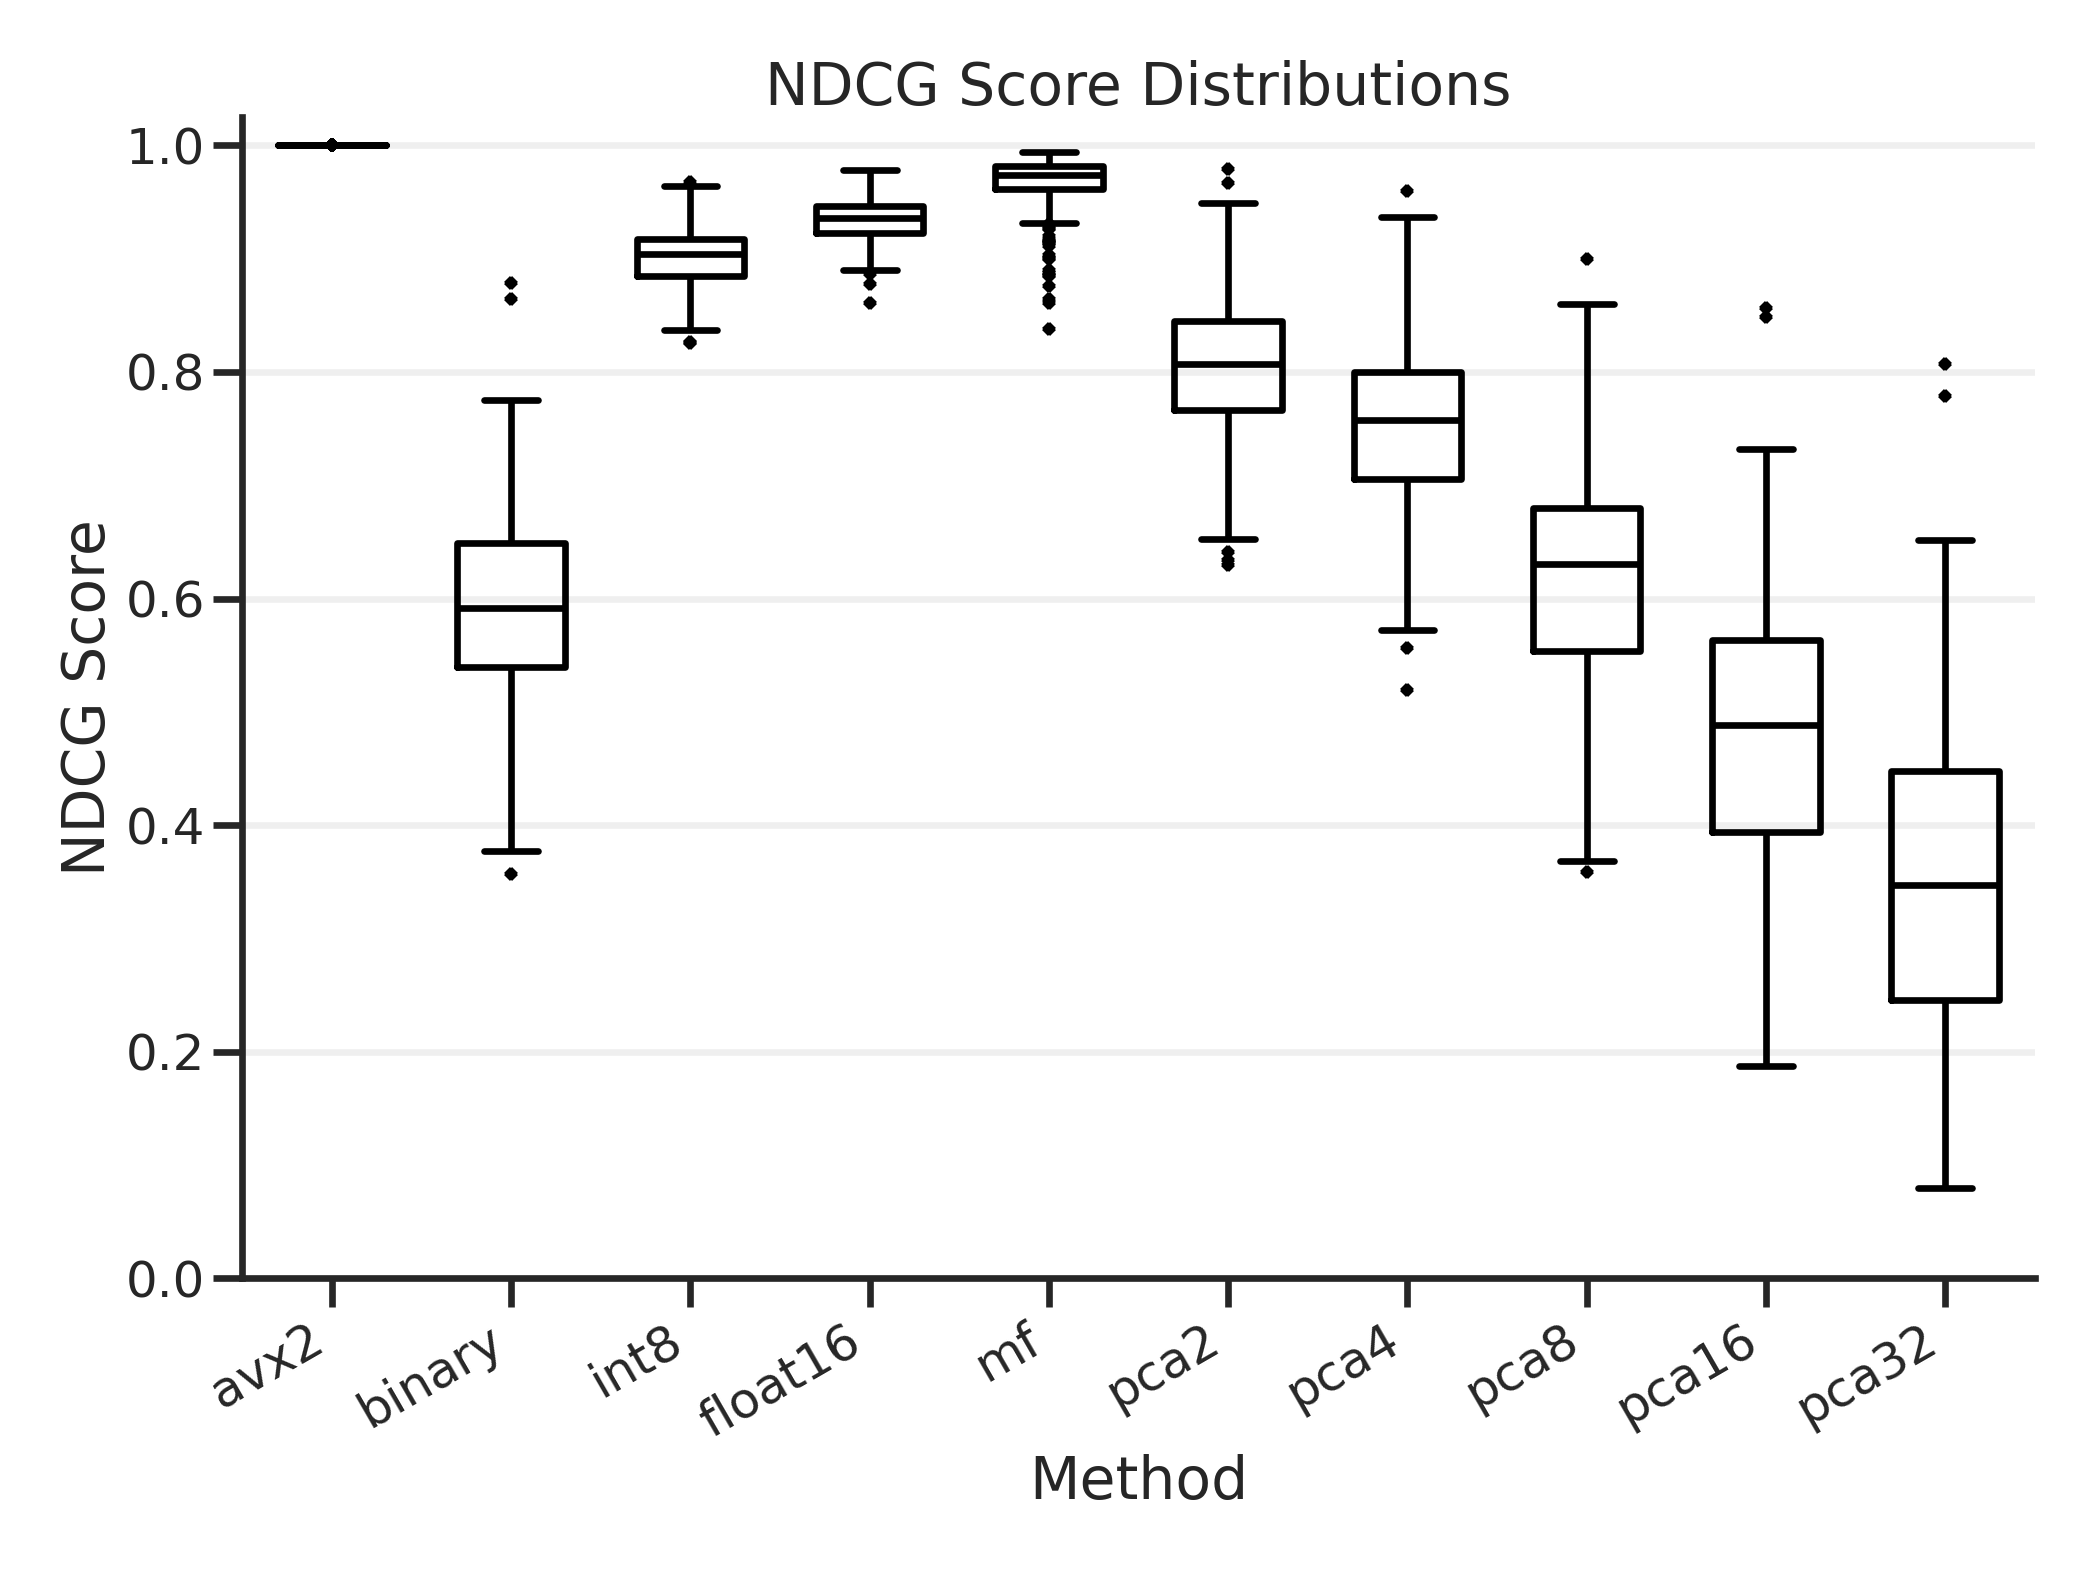 NDCG Score Distributions
1.0
0.8
0.6
0.4
0.2
0.0
NDCG Score
avx2
binary
int8
float16
mf
pca2
pca4
pca8
pca16
pca32
Method